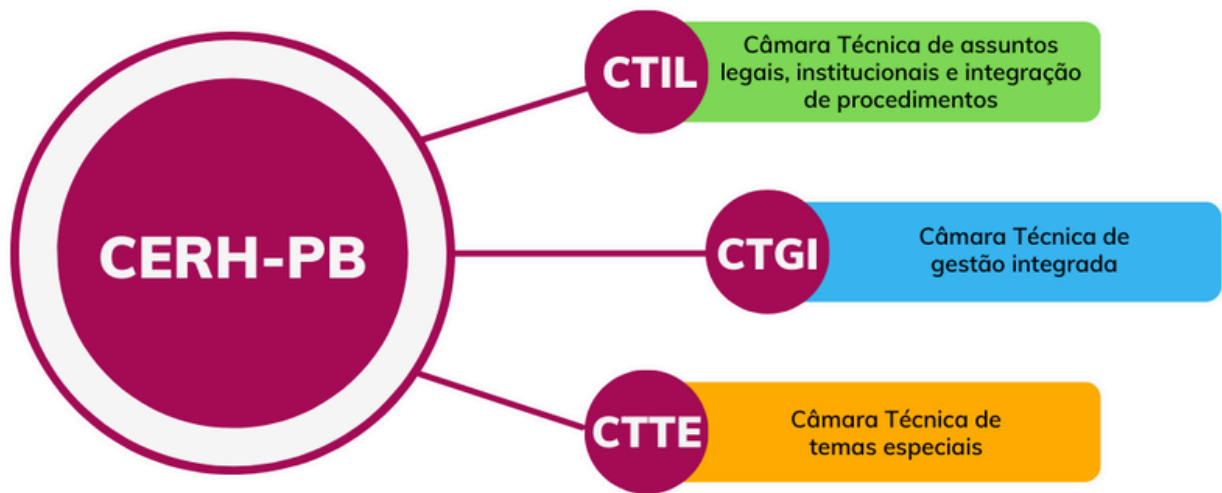 CERH-PB
CTIL
Câmara Técnica de assuntos
legais, institucionais e integração
de procedimentos
CTGI
Câmara Técnica de
gestão integrada
CTTE
Câmara Técnica de
temas especiais